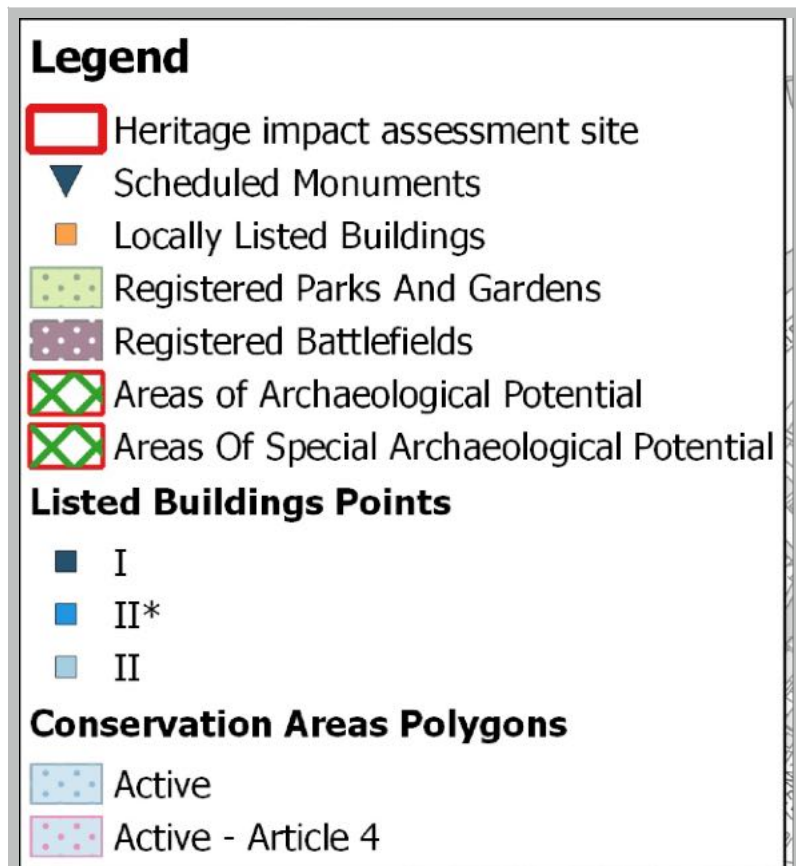 Legend
Heritage impact assessment site
Scheduled Monuments
Locally Listed Buildings
Registered Parks And Gardens
Registered Battlefields
Areas of Archaeological Potential
Areas Of Special Archaeological Potential
Listed Buildings Points
I
II*
II
Conservation Areas Polygons
Active
Active - Article 4